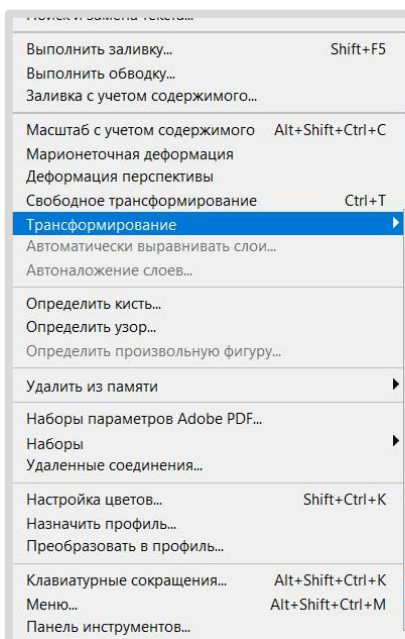 Поиск и замена текста...
Выполнить заливку... Shift+F5
Выполнить обводку...
Заливка с учетом содержимого...
Масштаб с учетом содержимого Alt+Shift+Ctrl+C
Марионеточная деформация
Деформация перспективы
Свободное трансформирование Ctrl+T
Трансформирование
Автоматически выравнивать слои...
Автоналожение слоев...
Определить кисть...
Определить узор...
Определить произвольную фигуру...
Удалить из памяти
Наборы параметров Adobe PDF...
Наборы
Удаленные соединения...
Настройка цветов... Shift+Ctrl+K
Назначить профиль...
Преобразовать в профиль...
Клавиатурные сокращения... Alt+Shift+Ctrl+K
Меню... Alt+Shift+Ctrl+M
Панель инструментов...